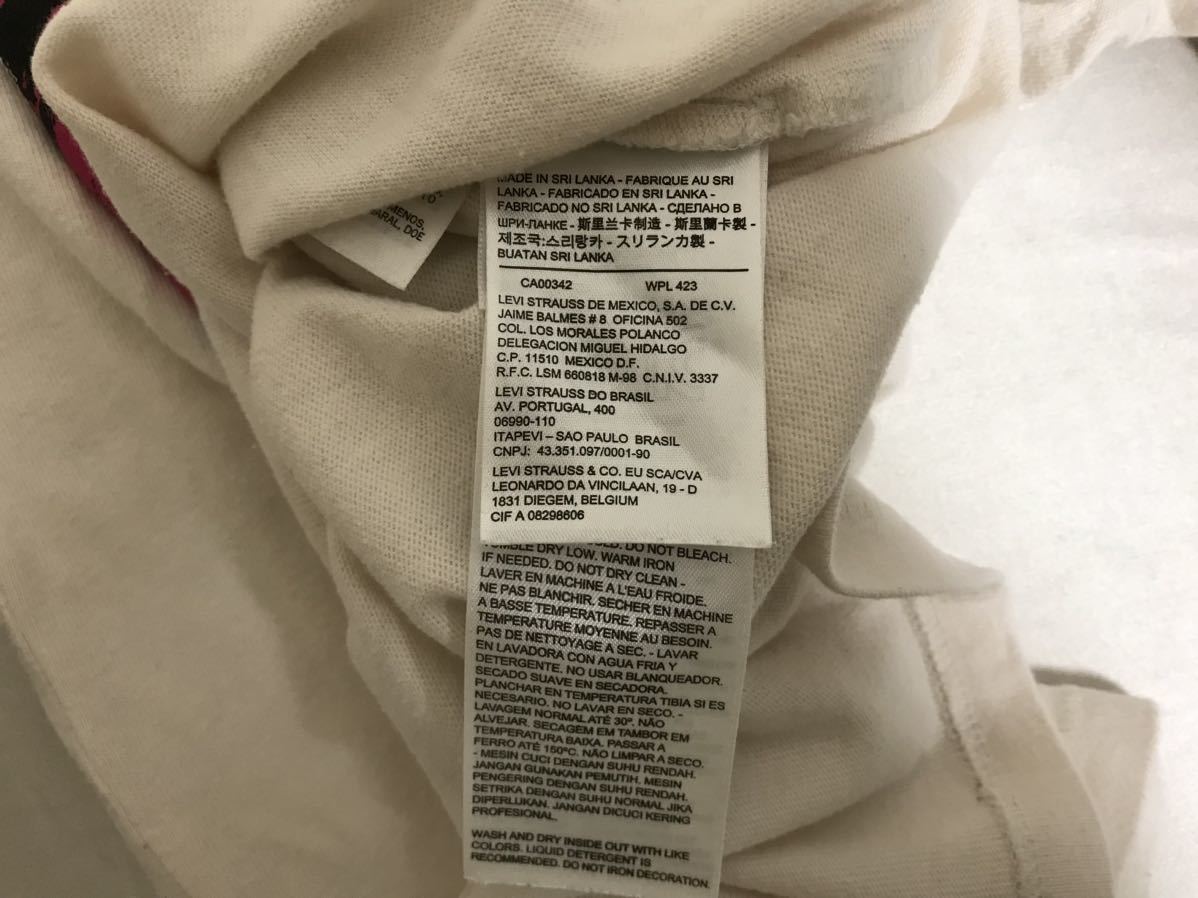 MADE IN SRI LANKA - FABRIQUE AU SRI
LANKA - FABRICADO EN SRI LANKA -
FABRICADO NO SRI LANKA - СДЕЛАНО В
ШРИ-ЛАНКЕ - 斯里兰卡制造 - 斯里蘭卡製 -
제조국:스리랑카 - スリランカ製 -
BUATAN SRI LANKA
CA00342 WPL 423
LEVI STRAUSS DE MEXICO, S.A. DE C.V.
JAIME BALMES # 8 OFICINA 502
COL. LOS MORALES POLANCO
DELEGACION MIGUEL HIDALGO
C.P. 11510 MEXICO D.F.
R.F.C. LSM 660818 M-98 C.N.I.V. 3337
LEVI STRAUSS DO BRASIL
AV. PORTUGAL, 400
06990-110
ITAPEVI – SAO PAULO BRASIL
CNPJ: 43.351.097/0001-90
LEVI STRAUSS & CO. EU SCA/CVA
LEONARDO DA VINCILAAN, 19 - D
1831 DIEGEM, BELGIUM
CIF A 08298606
MENOS,
DOE
DO NOT BLEACH.
TUMBLE DRY LOW. WARM IRON
IF NEEDED. DO NOT DRY CLEAN -
LAVER EN MACHINE A L'EAU FROIDE.
NE PAS BLANCHIR. SECHER EN MACHINE
A BASSE TEMPERATURE. REPASSER A
TEMPERATURE MOYENNE AU BESOIN.
PAS DE NETTOYAGE A SEC. - LAVAR
EN LAVADORA CON AGUA FRIA Y
DETERGENTE. NO USAR BLANQUEADOR.
SECADO SUAVE EN SECADORA.
PLANCHAR EN TEMPERATURA TIBIA SI ES
NECESARIO. NO LAVAR EN SECO. -
LAVAGEM NORMAL ATÉ 30º. NÃO
ALVEJAR. SECAGEM EM TAMBOR EM
TEMPERATURA BAIXA. PASSAR A
FERRO ATÉ 150ºC. NÃO LIMPAR A SECO.
- MESIN CUCI DENGAN SUHU RENDAH.
JANGAN GUNAKAN PEMUTIH. MESIN
PENGERING DENGAN SUHU RENDAH.
SETRIKA DENGAN SUHU NORMAL JIKA
DIPERLUKAN. JANGAN DICUCI KERING
PROFESIONAL.
WASH AND DRY INSIDE OUT WITH LIKE
COLORS. LIQUID DETERGENT IS
RECOMMENDED. DO NOT IRON DECORATION.